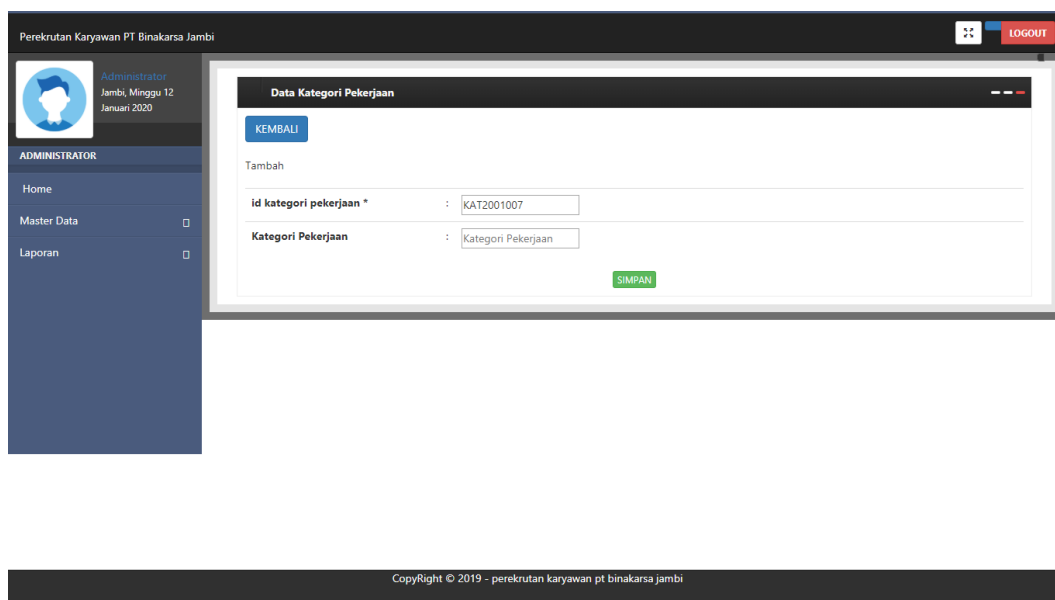 Perekrutan Karyawan PT Binakarsa Jambi
LOGOUT
Administrator
Jambi, Minggu 12
Januari 2020
ADMINISTRATOR
Home
Master Data
Laporan
Data Kategori Pekerjaan
KEMBALI
Tambah
id kategori pekerjaan * : KAT2001007
Kategori Pekerjaan : Kategori Pekerjaan
SIMPAN
CopyRight © 2019 - perekrutan karyawan pt binakarsa jambi